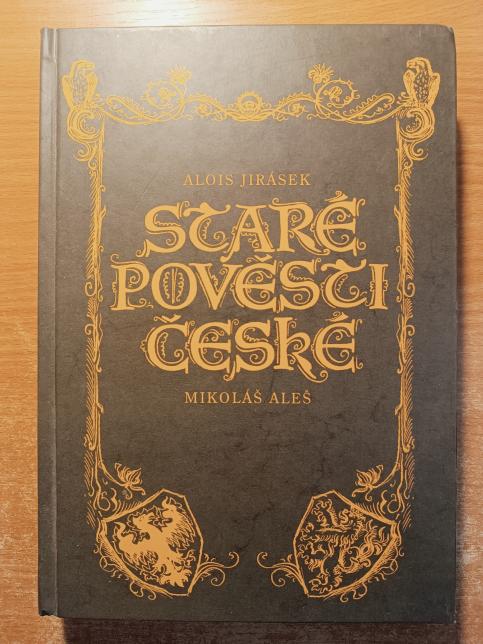 ALOIS JIRÁSEK
STARÉ
POVĚSTI
ČESKÉ
MIKOLÁŠ ALEŠ